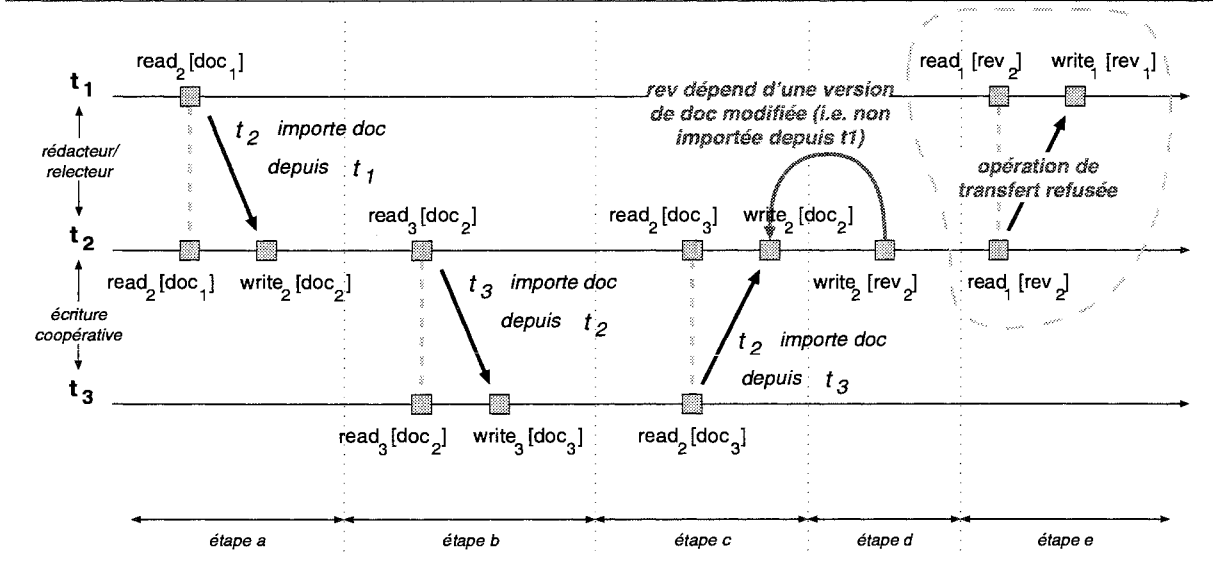 read2 [doc1]
read1 [rev2]
write1 [rev1]
t1
rev dépend d'une version
de doc modifiée (i.e. non
importée depuis t1)
t2 importe doc
depuis t1
rédacteur/
relecteur
opération de
transfert refusée
read3 [doc2]
read2 [doc3]
write2 [doc2]
t2
read2 [doc1]
write2 [doc2]
write2 [rev2]
read1 [rev2]
t3 importe doc
depuis t2
écriture
coopérative
t2 importe doc
depuis t3
t3
read3 [doc2]
write3 [doc3]
read2 [doc3]
étape a
étape b
étape c
étape d
étape e